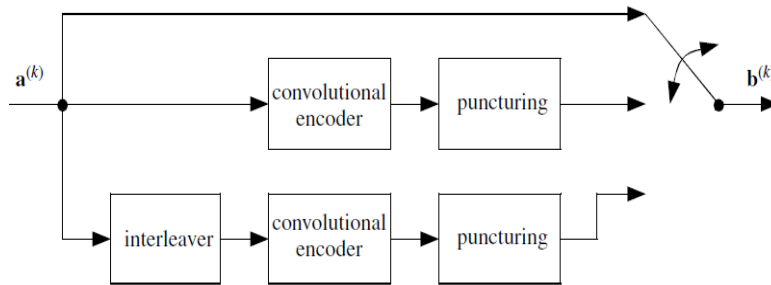 a(k)
convolutional
encoder
puncturing
b(k
interleaver
convolutional
encoder
puncturing